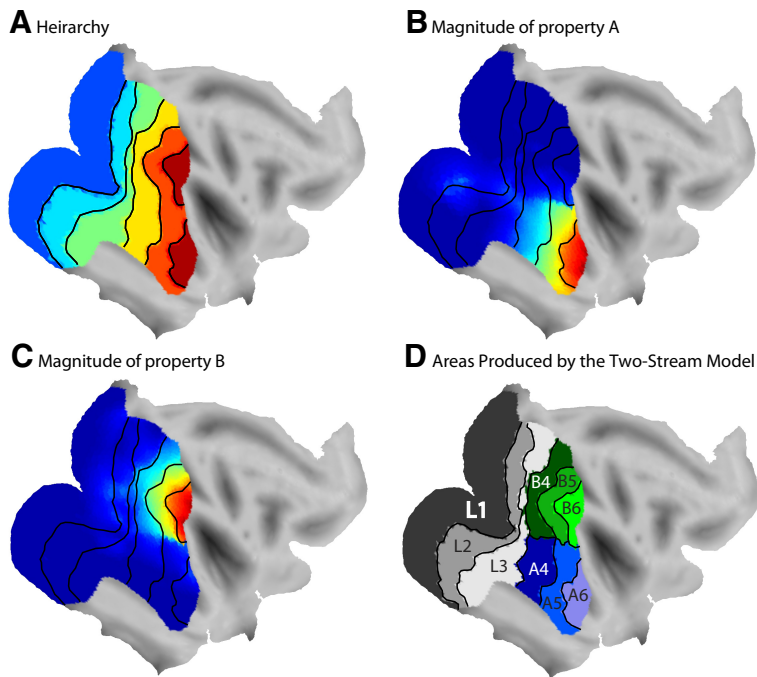 A Heirarchy
B Magnitude of property A
C Magnitude of property B
D Areas Produced by the Two-Stream Model
B4
B5
B6
L1
L2
L3
A4
A5
A6